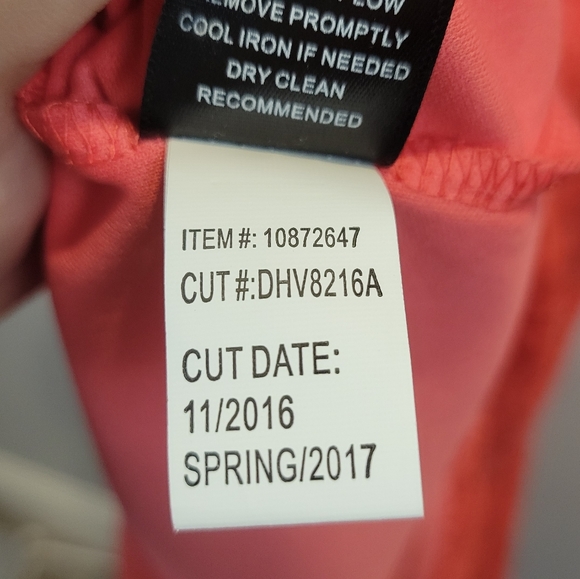 REMOVE PROMPTLY
COOL IRON IF NEEDED
DRY CLEAN
RECOMMENDED
ITEM #: 10872647
CUT #:DHV8216A
CUT DATE:
11/2016
SPRING/2017